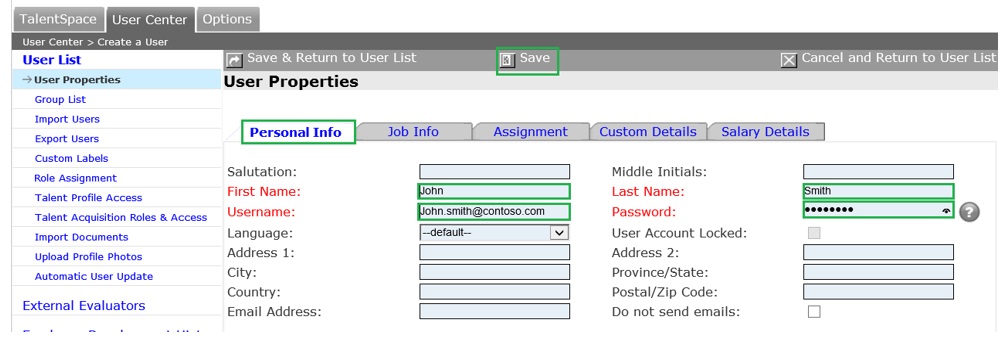 TalentSpace User Center Options
User Center > Create a User
User List
Save & Return to User List Save Cancel and Return to User List
→User Properties
User Properties
Group List
Import Users
Export Users
Custom Labels
Role Assignment
Talent Profile Access
Talent Acquisition Roles & Access
Import Documents
Upload Profile Photos
Automatic User Update
External Evaluators
Personal Info Job Info Assignment Custom Details Salary Details
Salutation: Middle Initials:
First Name: John Last Name: Smith
Username: John.smith@contoso.com Password: ●●●●●●●● ?
Language: --default-- User Account Locked:
Address 1: Address 2:
City: Province/State:
Country: Postal/Zip Code:
Email Address: Do not send emails: